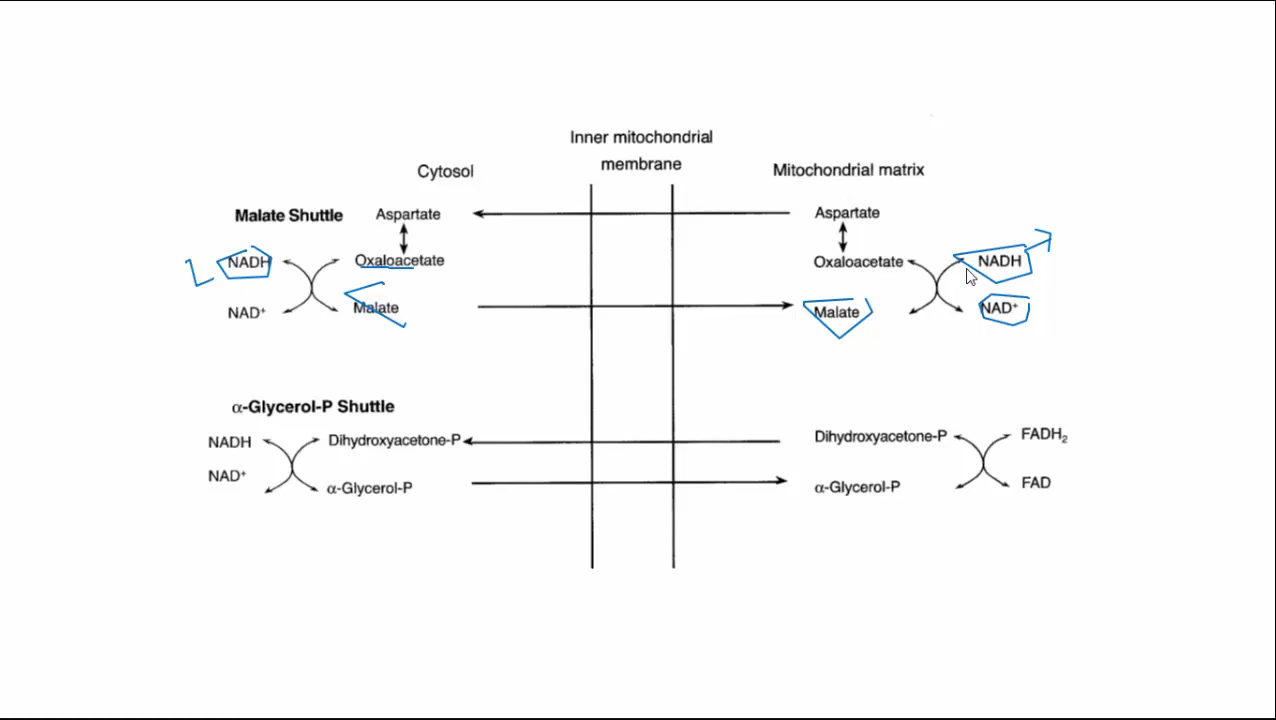 Inner mitochondrial
membrane
Cytosol
Mitochondrial matrix
Malate Shuttle
Aspartate
Aspartate
NADH
Oxaloacetate
Oxaloacetate
NADH
NAD⁺
Malate
Malate
NAD⁺
α-Glycerol-P Shuttle
NADH
Dihydroxyacetone-P
Dihydroxyacetone-P
FADH₂
NAD⁺
α-Glycerol-P
α-Glycerol-P
FAD